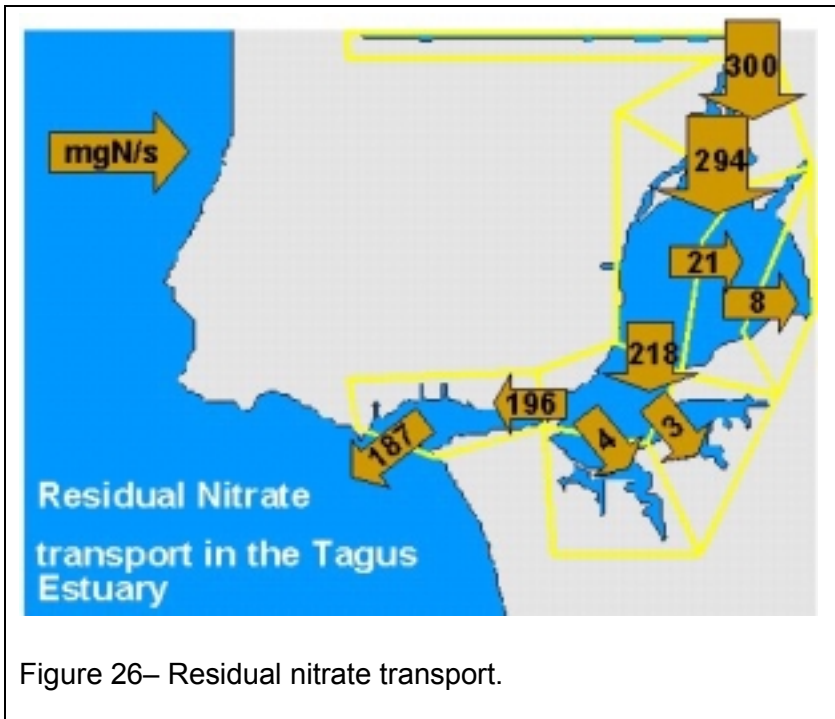 300
mgN/s
294
21
8
218
196
4
3
187
Residual Nitrate
transport in the Tagus
Estuary
Figure 26– Residual nitrate transport.